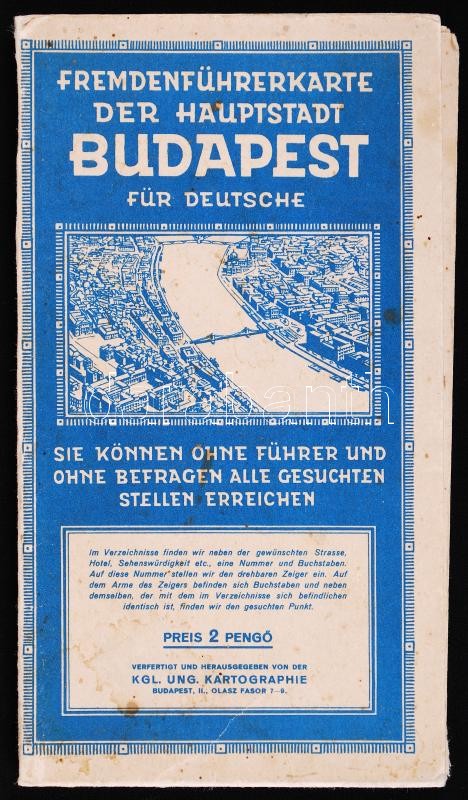 FREMDENFÜHRERKARTE
DER HAUPTSTADT
BUDAPEST
FÜR DEUTSCHE
SIE KÖNNEN OHNE FÜHRER UND
OHNE BEFRAGEN ALLE GESUCHTEN
STELLEN ERREICHEN
Im Verzeichnisse finden wir neben der gewünschten Strasse,
Hotel, Sehenswürdigkeit etc., eine Nummer und Buchstaben.
Auf diese Nummer stellen wir den drehbaren Zeiger ein. Auf
dem Arme des Zeigers befinden sich Buchstaben und neben
demselben, der mit dem im Verzeichnisse sich befindlichen
identisch ist, finden wir den gesuchten Punkt.
PREIS 2 PENGŐ
VERFERTIGT UND HERAUSGEGEBEN VON DER
KGL. UNG. KARTOGRAPHIE
BUDAPEST, II., OLASZ FASOR 7–9.